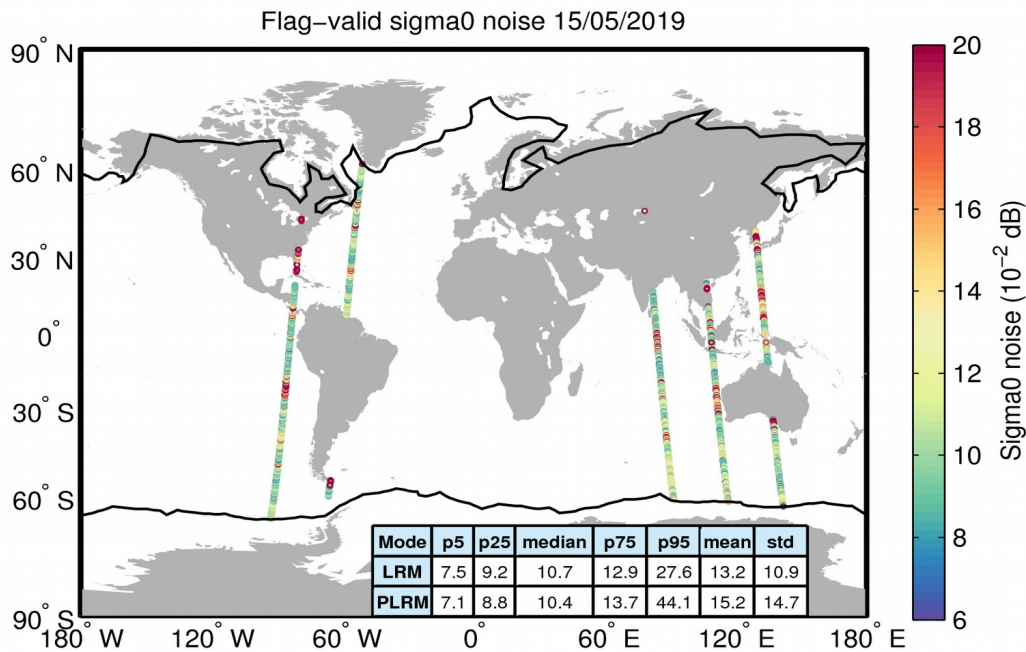 Flag−valid sigma0 noise 15/05/2019
90° N
60° N
30° N
0°
30° S
60° S
90° S
180° W
120° W
60° W
0°
60° E
120° E
180° E
Mode p5 p25 median p75 p95 mean std
LRM 7.5 9.2 10.7 12.9 27.6 13.2 10.9
PLRM 7.1 8.8 10.4 13.7 44.1 15.2 14.7
20
18
16
14
12
10
8
6
Sigma0 noise (10⁻² dB)